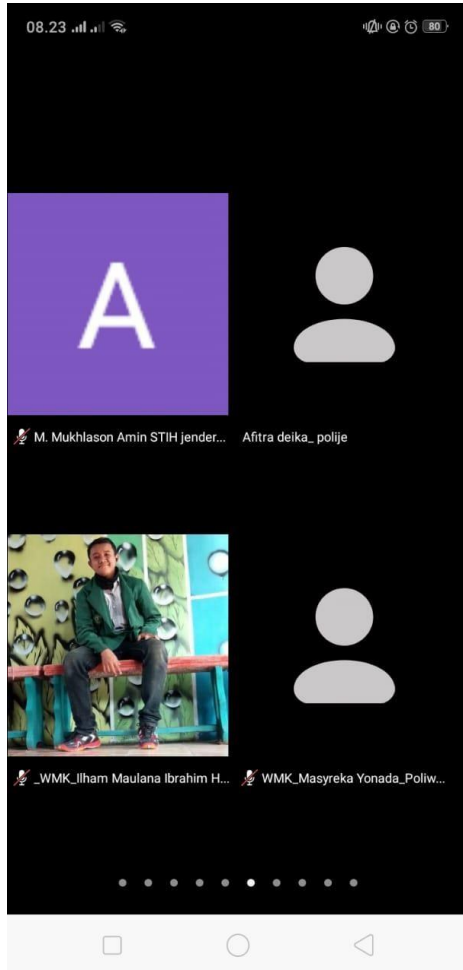 08.23
80
A
M. Mukhlason Amin STIH jender...
Afitra deika_ polije
_WMK_Ilham Maulana Ibrahim H...
WMK_Masyreka Yonada_Poliw...